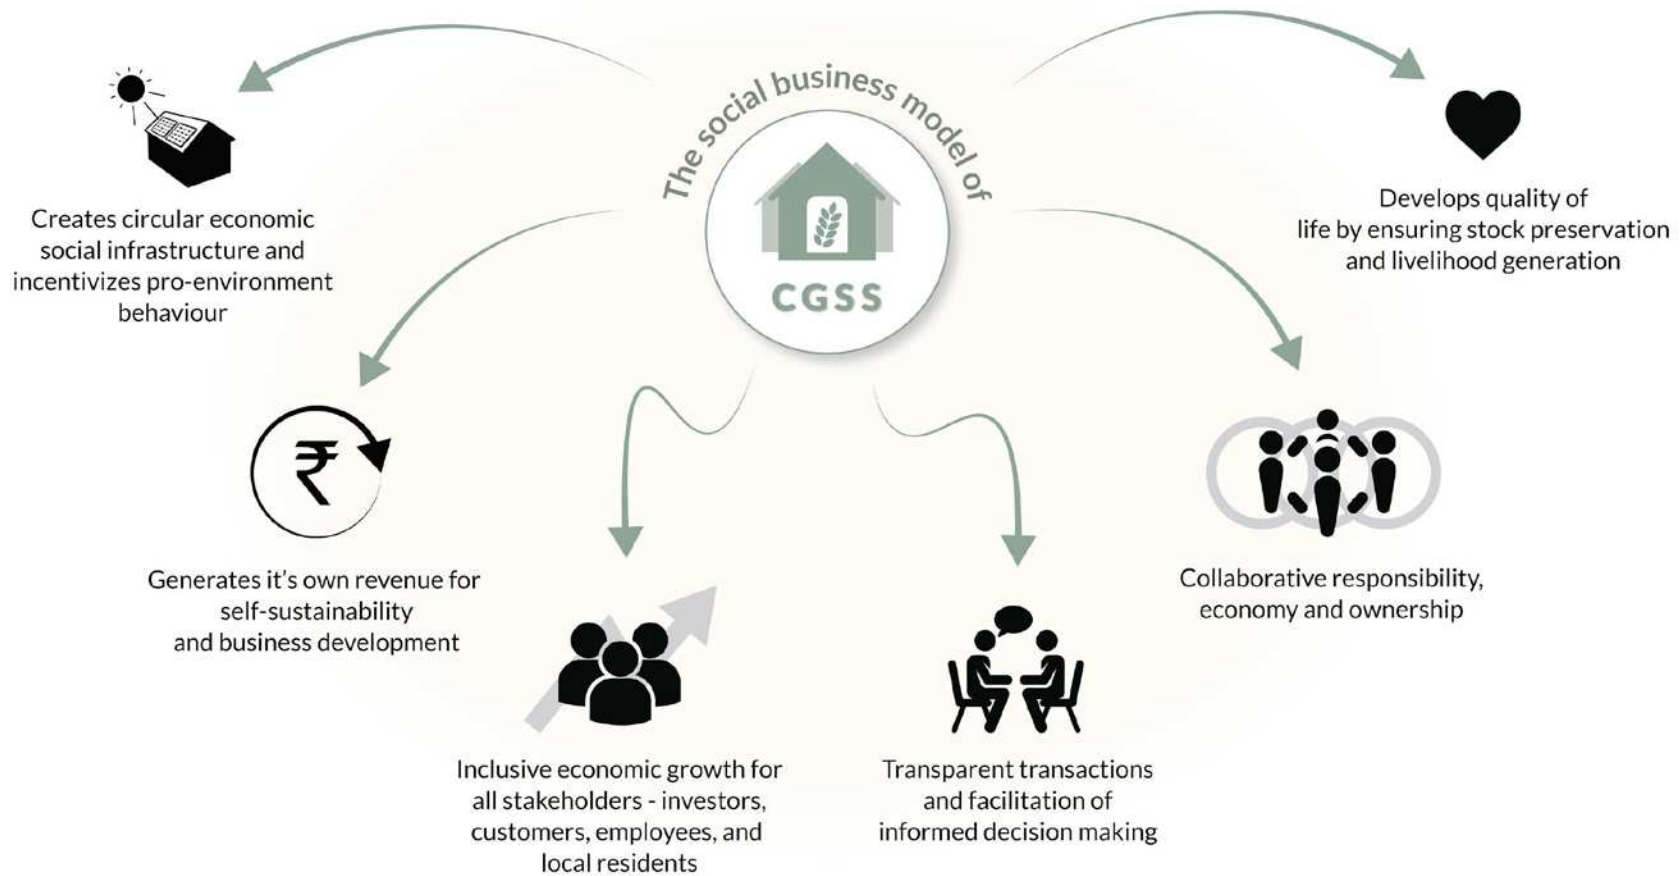 The social business model of
CGSS
Creates circular economic
social infrastructure and
incentivizes pro-environment
behaviour
₹
Generates it's own revenue for
self-sustainability
and business development
Inclusive economic growth for
all stakeholders - investors,
customers, employees, and
local residents
Transparent transactions
and facilitation of
informed decision making
Collaborative responsibility,
economy and ownership
Develops quality of
life by ensuring stock preservation
and livelihood generation